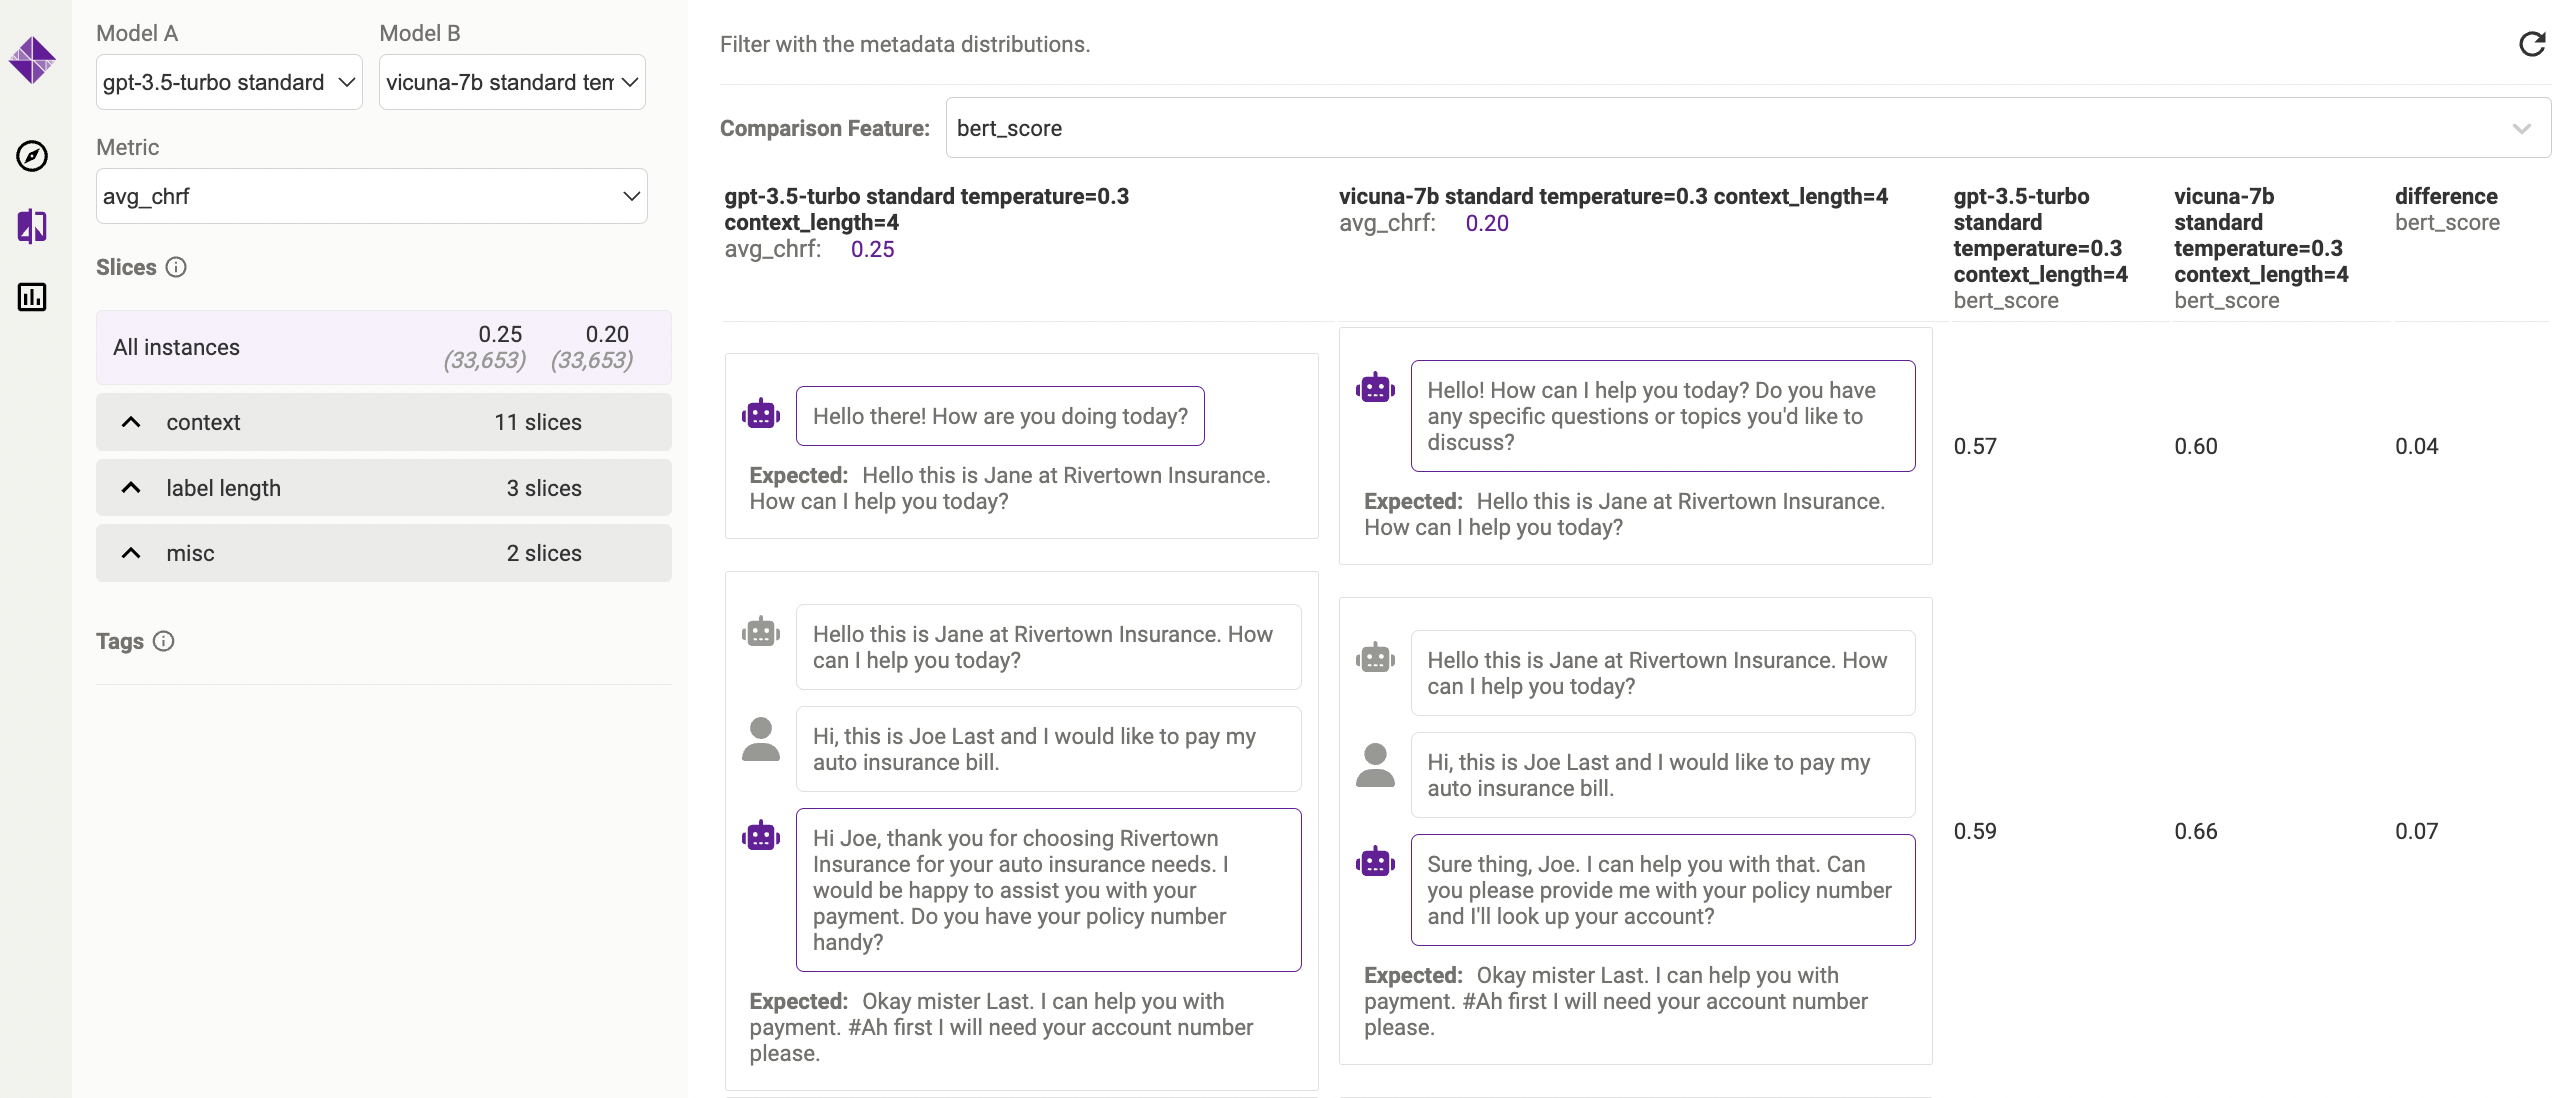 Model A
Model B
gpt-3.5-turbo standard
vicuna-7b standard tem
Metric
avg_chrf
Slices
All instances
0.25
0.20
(33,653)
(33,653)
context
11 slices
label length
3 slices
misc
2 slices
Tags
Filter with the metadata distributions.
Comparison Feature:
bert_score
gpt-3.5-turbo standard temperature=0.3
context_length=4
avg_chrf: 0.25
vicuna-7b standard temperature=0.3 context_length=4
avg_chrf: 0.20
gpt-3.5-turbo
standard
temperature=0.3
context_length=4
bert_score
vicuna-7b
standard
temperature=0.3
context_length=4
bert_score
difference
bert_score
Hello there! How are you doing today?
Expected: Hello this is Jane at Rivertown Insurance.
How can I help you today?
Hello! How can I help you today? Do you have
any specific questions or topics you'd like to
discuss?
Expected: Hello this is Jane at Rivertown Insurance.
How can I help you today?
0.57
0.60
0.04
Hello this is Jane at Rivertown Insurance. How
can I help you today?
Hi, this is Joe Last and I would like to pay my
auto insurance bill.
Hi Joe, thank you for choosing Rivertown
Insurance for your auto insurance needs. I
would be happy to assist you with your
payment. Do you have your policy number
handy?
Expected: Okay mister Last. I can help you with
payment. #Ah first I will need your account number
please.
Hello this is Jane at Rivertown Insurance. How
can I help you today?
Hi, this is Joe Last and I would like to pay my
auto insurance bill.
Sure thing, Joe. I can help you with that. Can
you please provide me with your policy number
and I'll look up your account?
Expected: Okay mister Last. I can help you with
payment. #Ah first I will need your account number
please.
0.59
0.66
0.07